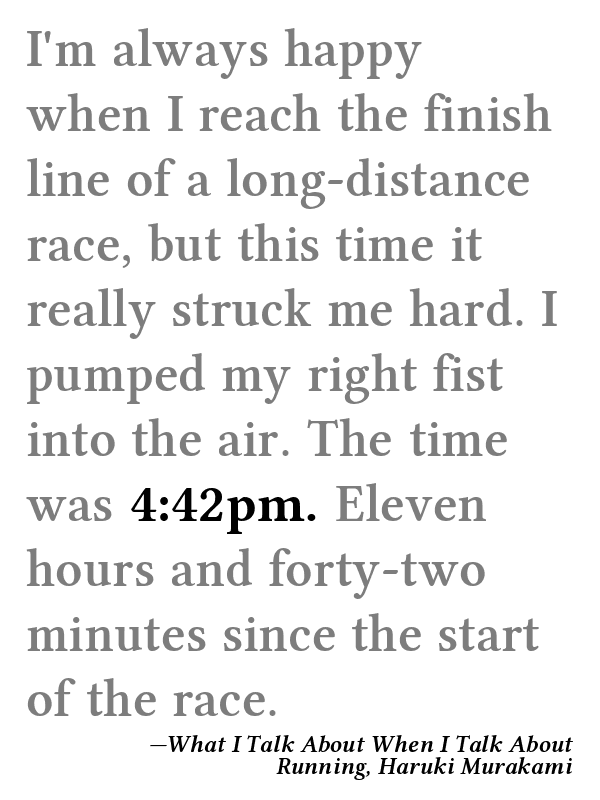 I'm always happy
when I reach the finish
line of a long-distance
race, but this time it
really struck me hard. I
pumped my right fist
into the air. The time
was 4:42pm. Eleven
hours and forty-two
minutes since the start
of the race.
—What I Talk About When I Talk About
Running, Haruki Murakami